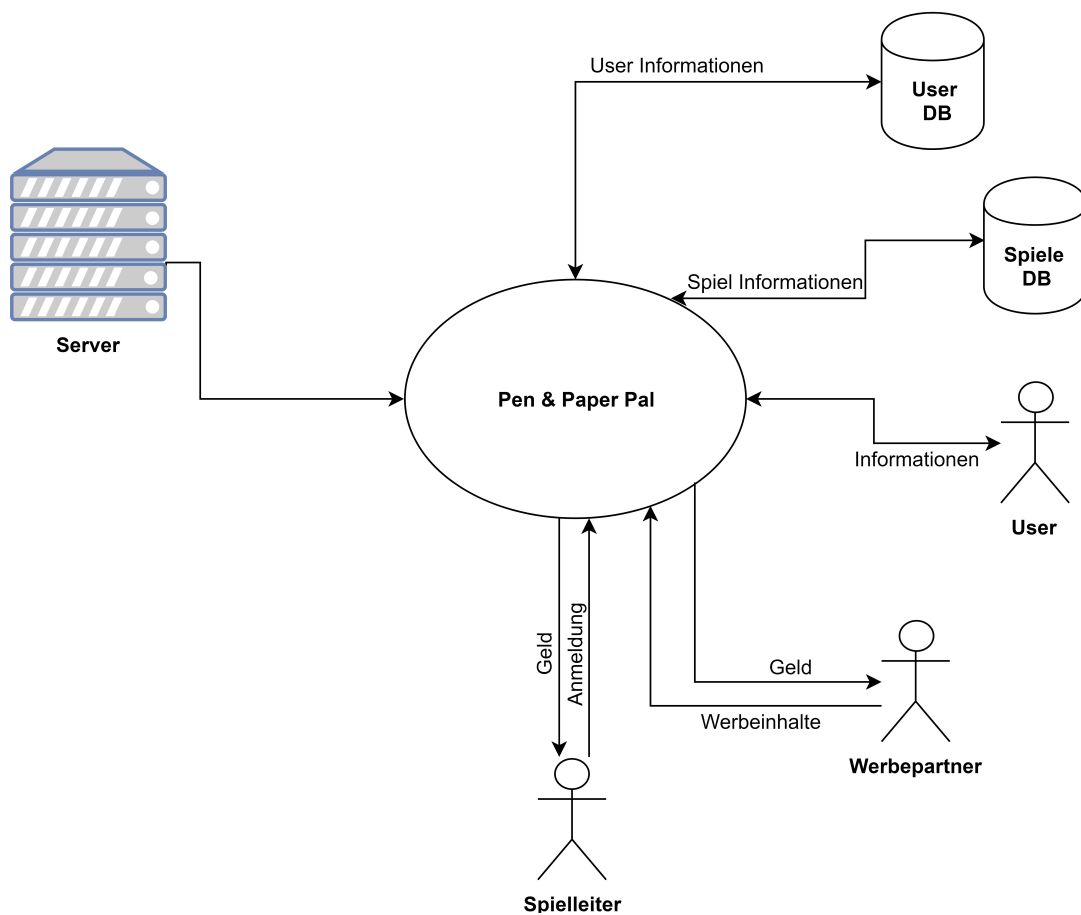 User Informationen
User
DB
Spiel Informationen
Spiele
DB
Server
Pen & Paper Pal
Informationen
User
Geld
Anmeldung
Geld
Werbeinhalte
Werbepartner
Spielleiter